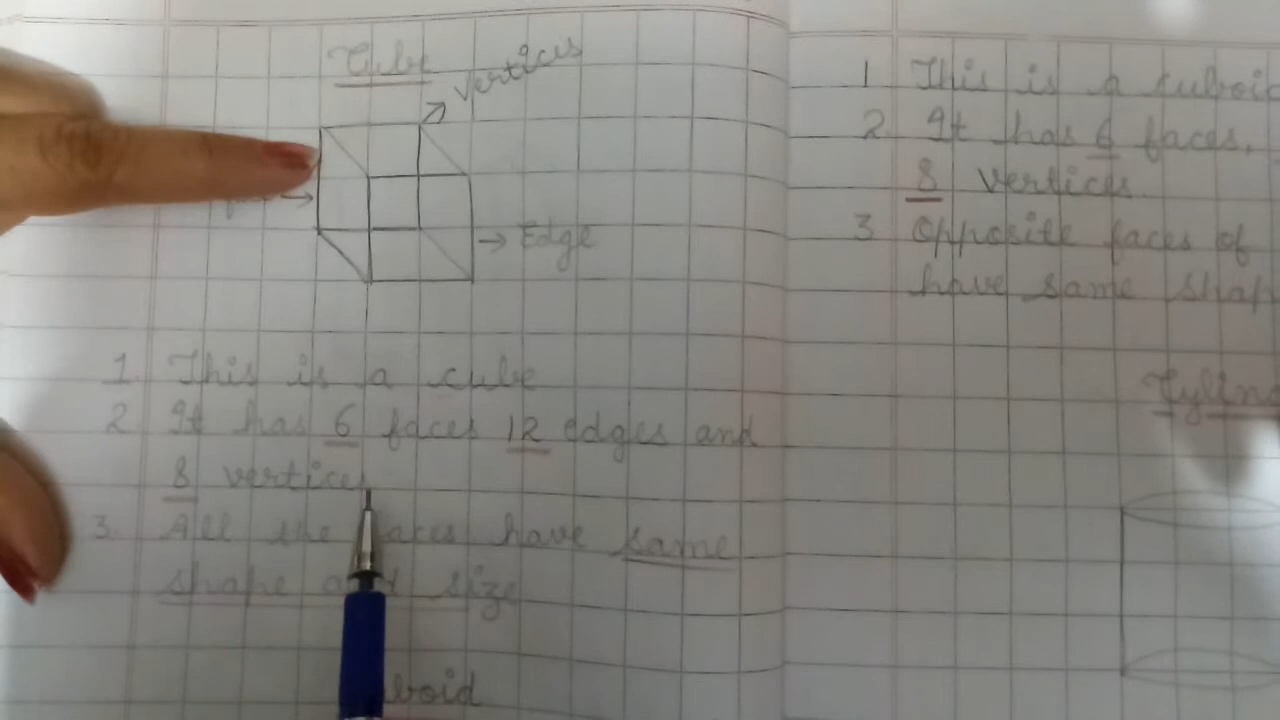 Cube
vertices
→ Edge
1 This is a cube
2 It has 6 faces 12 edges and
8 vertices
3. All the faces have same
shape and size
1 This is a cuboid
2. It has 6 faces,
8 vertices
3 Opposite faces of
have same shap